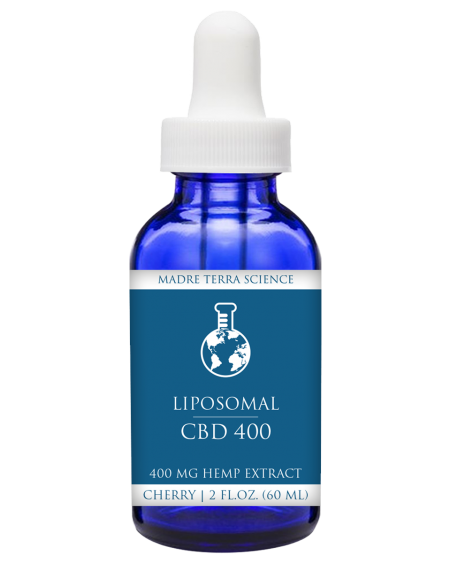 MADRE TERRA SCIENCE
LIPOSOMAL
CBD 400
400 MG HEMP EXTRACT
CHERRY | 2 FL.OZ. (60 ML)